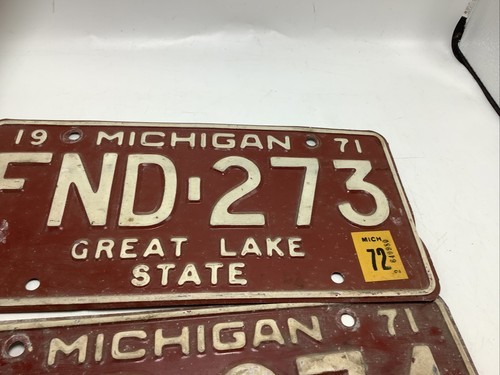 19 MICHIGAN 71
FND-273
GREAT LAKE
STATE
MICH.
72
MICHIGAN 71